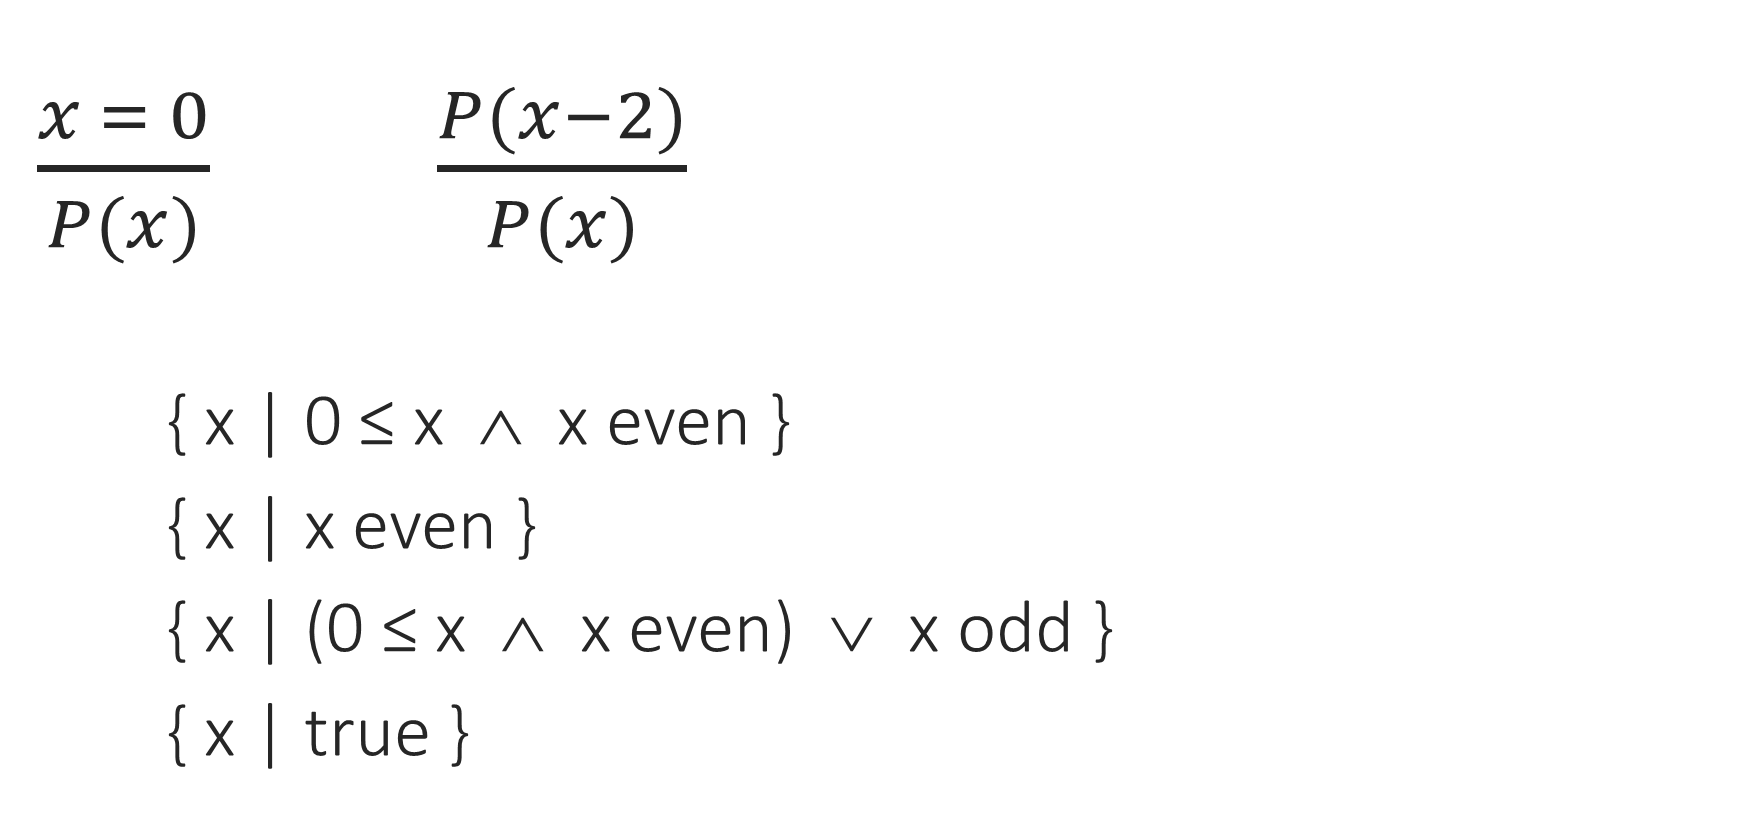 x = 0
P(x)
P(x−2)
P(x)
{ x | 0 ≤ x ∧ x even }
{ x | x even }
{ x | (0 ≤ x ∧ x even) ∨ x odd }
{ x | true }